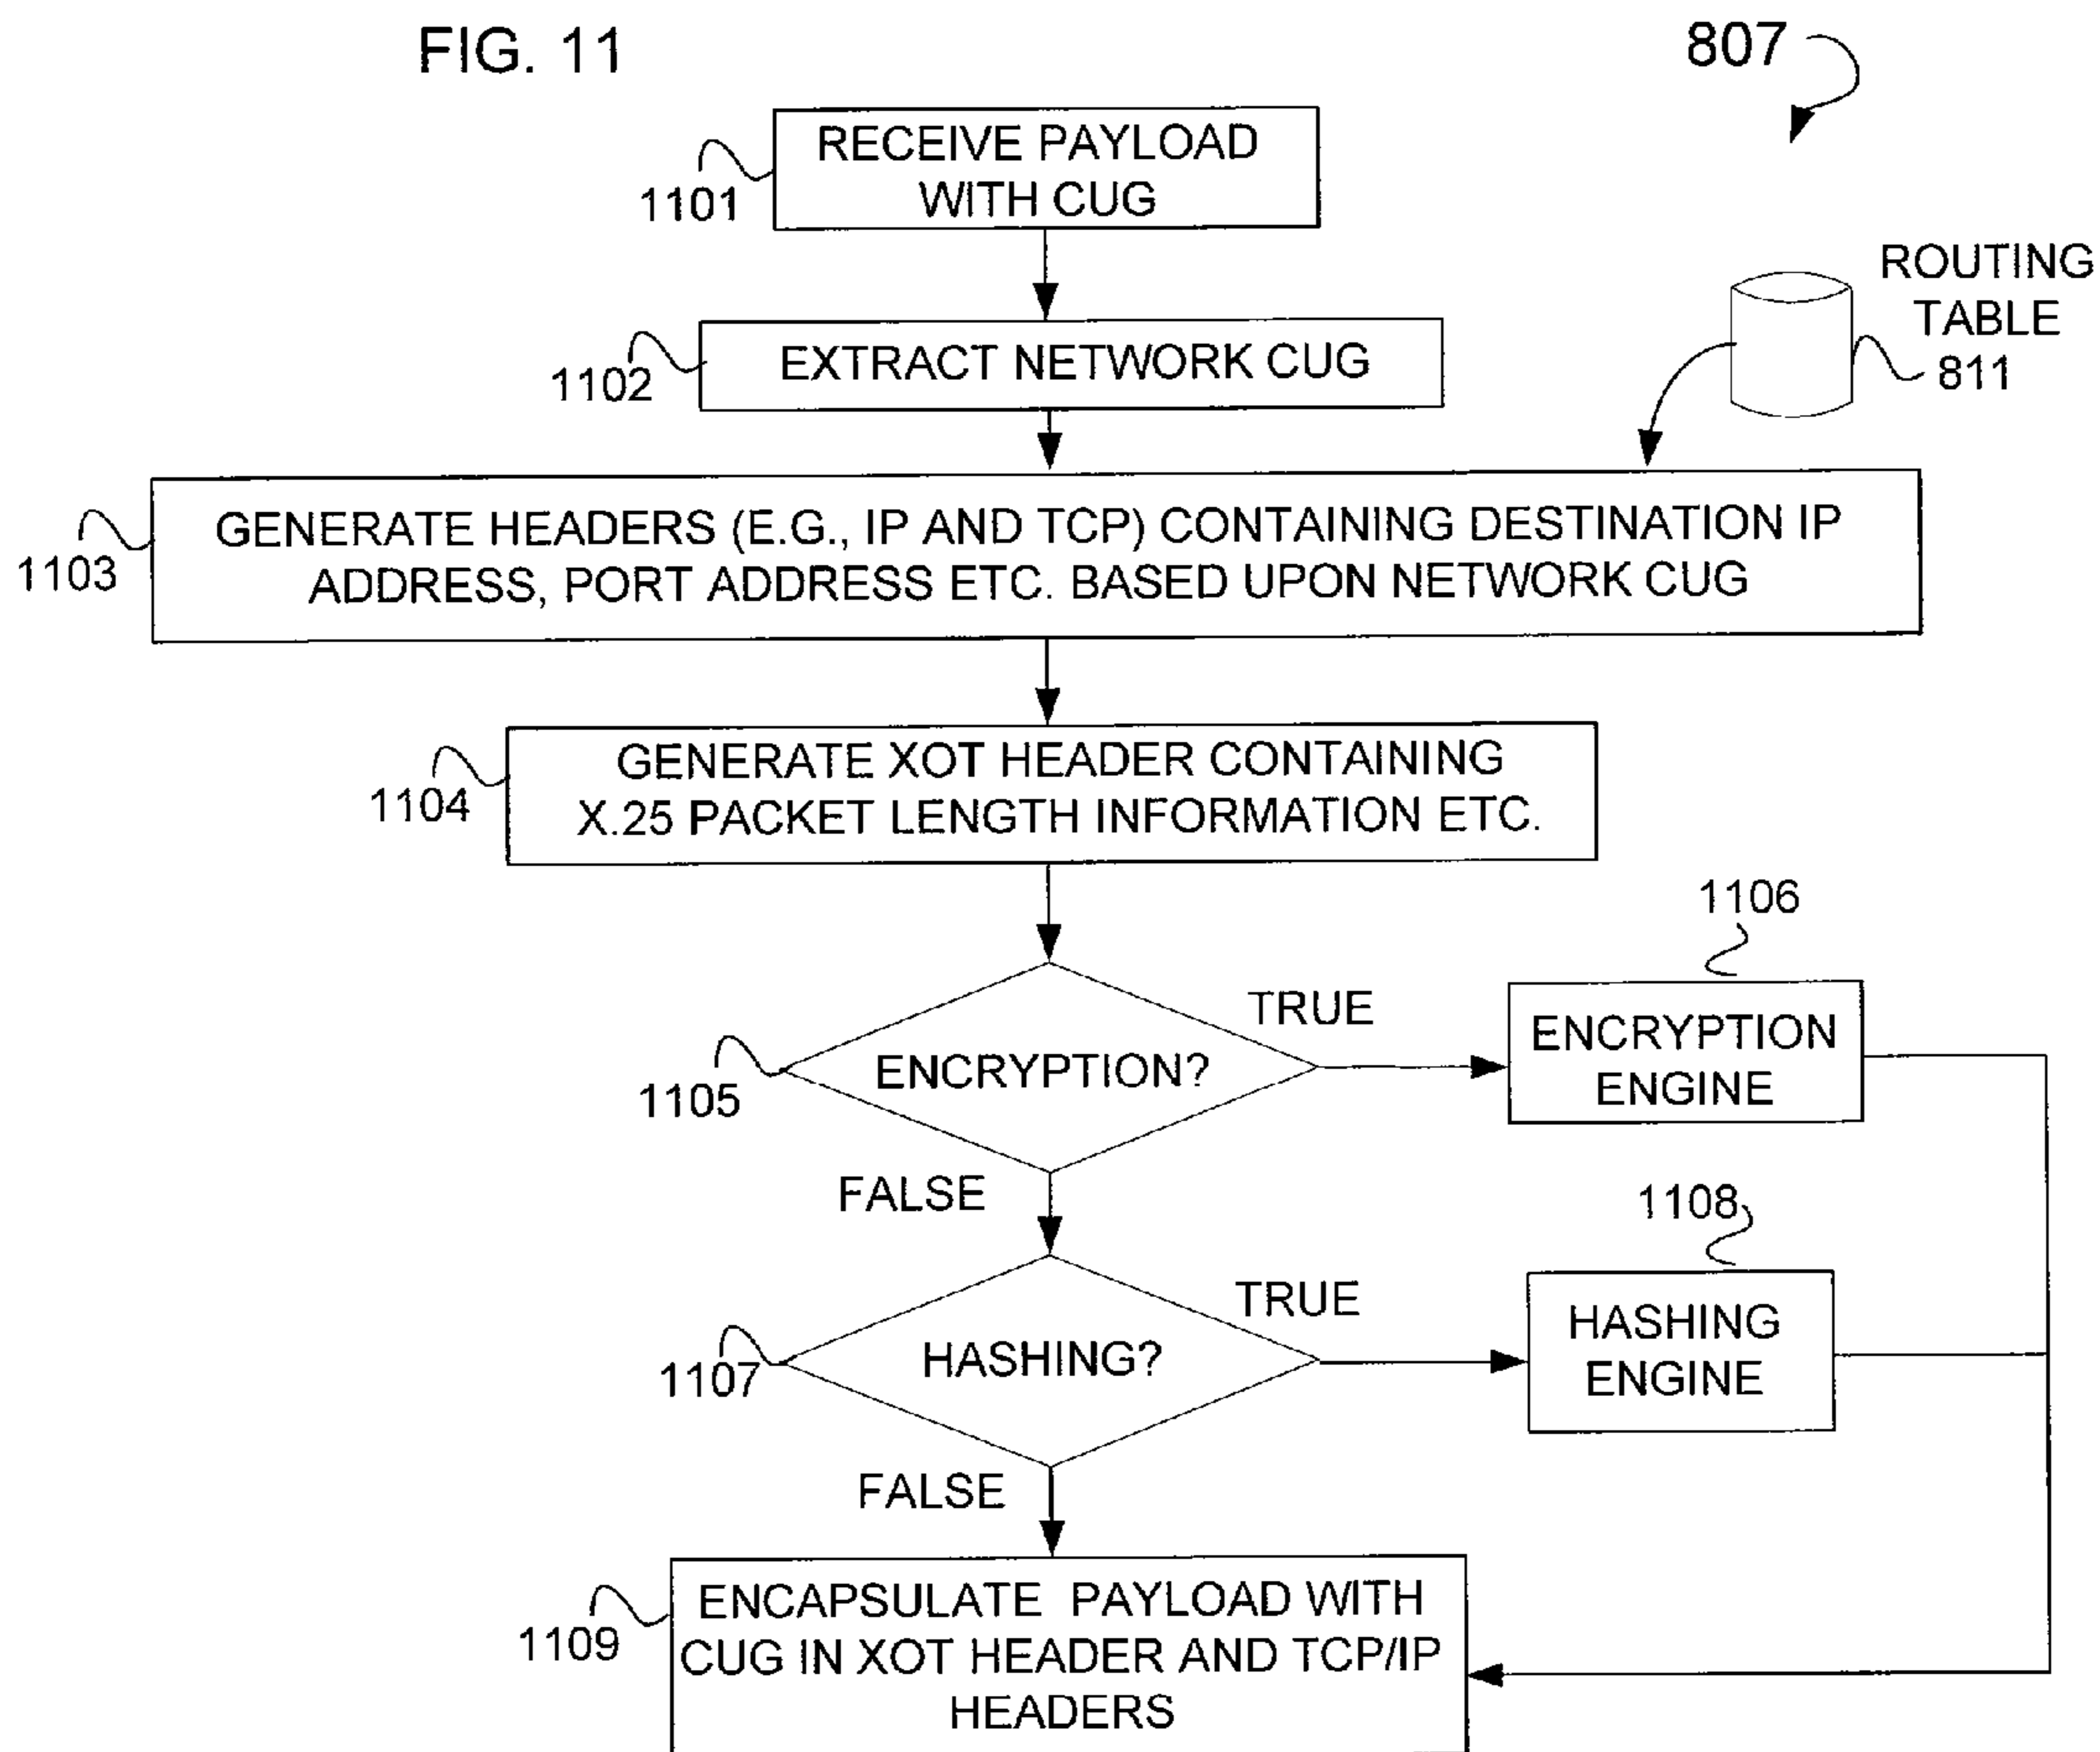 FIG. 11
807
RECEIVE PAYLOAD
WITH CUG
1101
ROUTING
TABLE
811
EXTRACT NETWORK CUG
1102
GENERATE HEADERS (E.G., IP AND TCP) CONTAINING DESTINATION IP
ADDRESS, PORT ADDRESS ETC. BASED UPON NETWORK CUG
1103
GENERATE XOT HEADER CONTAINING
X.25 PACKET LENGTH INFORMATION ETC.
1104
1106
TRUE
ENCRYPTION?
1105
ENCRYPTION
ENGINE
FALSE
1108
TRUE
HASHING?
1107
HASHING
ENGINE
FALSE
ENCAPSULATE PAYLOAD WITH
CUG IN XOT HEADER AND TCP/IP
HEADERS
1109